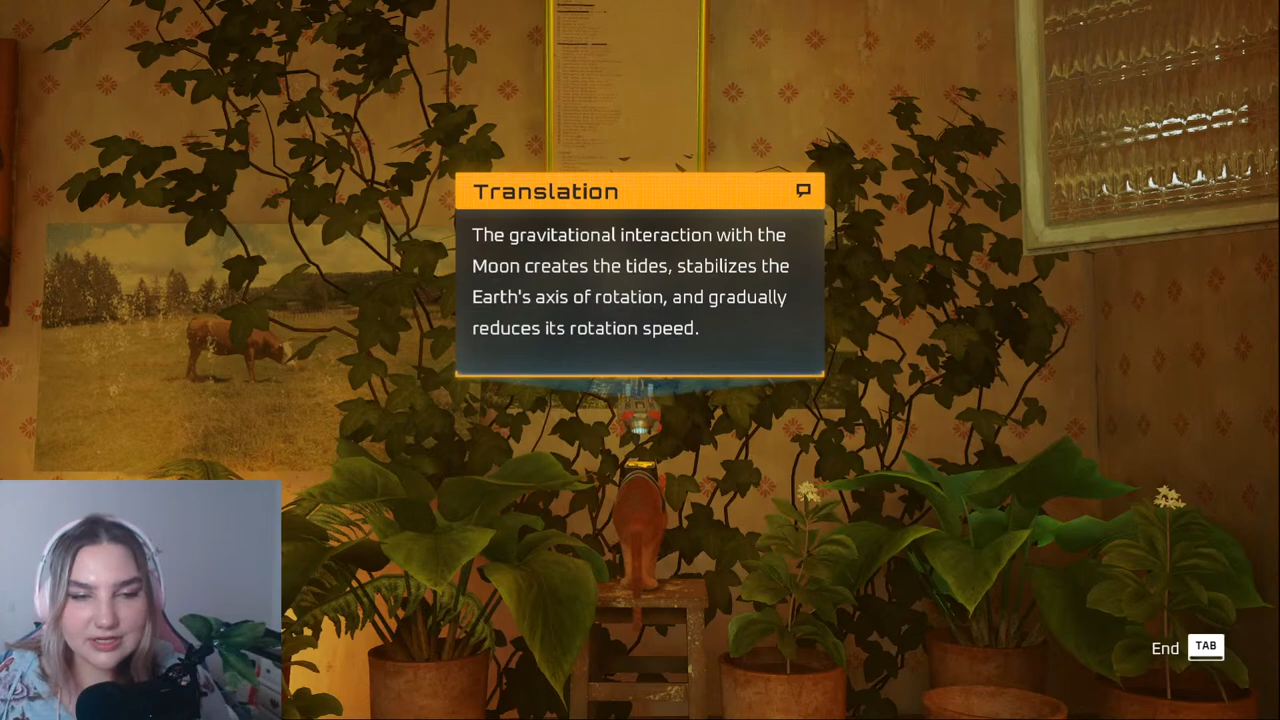 Translation
The gravitational interaction with the
Moon creates the tides, stabilizes the
Earth's axis of rotation, and gradually
reduces its rotation speed.
End TAB